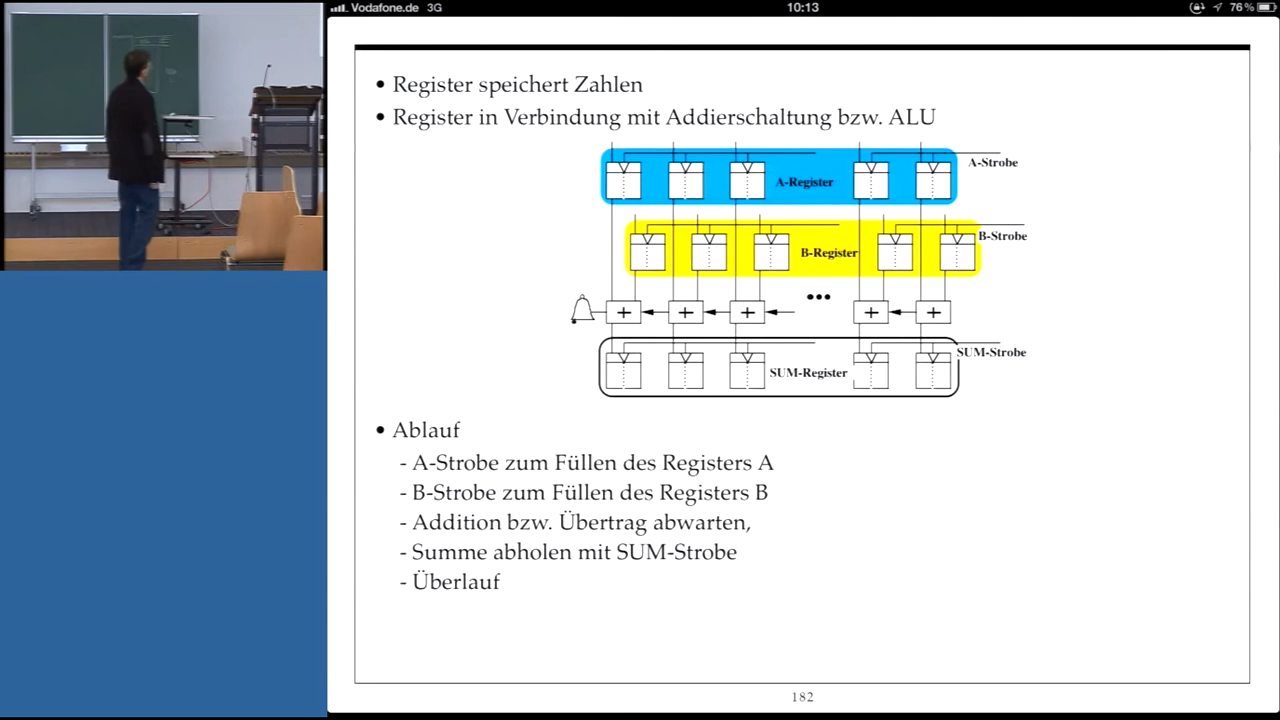 Vodafone.de 3G 10:13 76%
• Register speichert Zahlen
• Register in Verbindung mit Addierschaltung bzw. ALU
A-Strobe
A-Register
B-Strobe
B-Register
•••
+ + + + +
SUM-Strobe
SUM-Register
• Ablauf
- A-Strobe zum Füllen des Registers A
- B-Strobe zum Füllen des Registers B
- Addition bzw. Übertrag abwarten,
- Summe abholen mit SUM-Strobe
- Überlauf
182